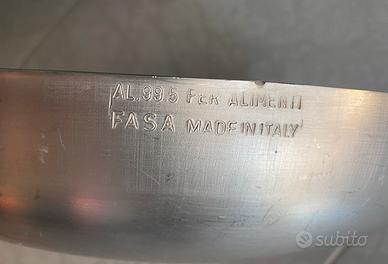 AL.99.5 PER ALIMENTI
FASA MADE IN ITALY
subito